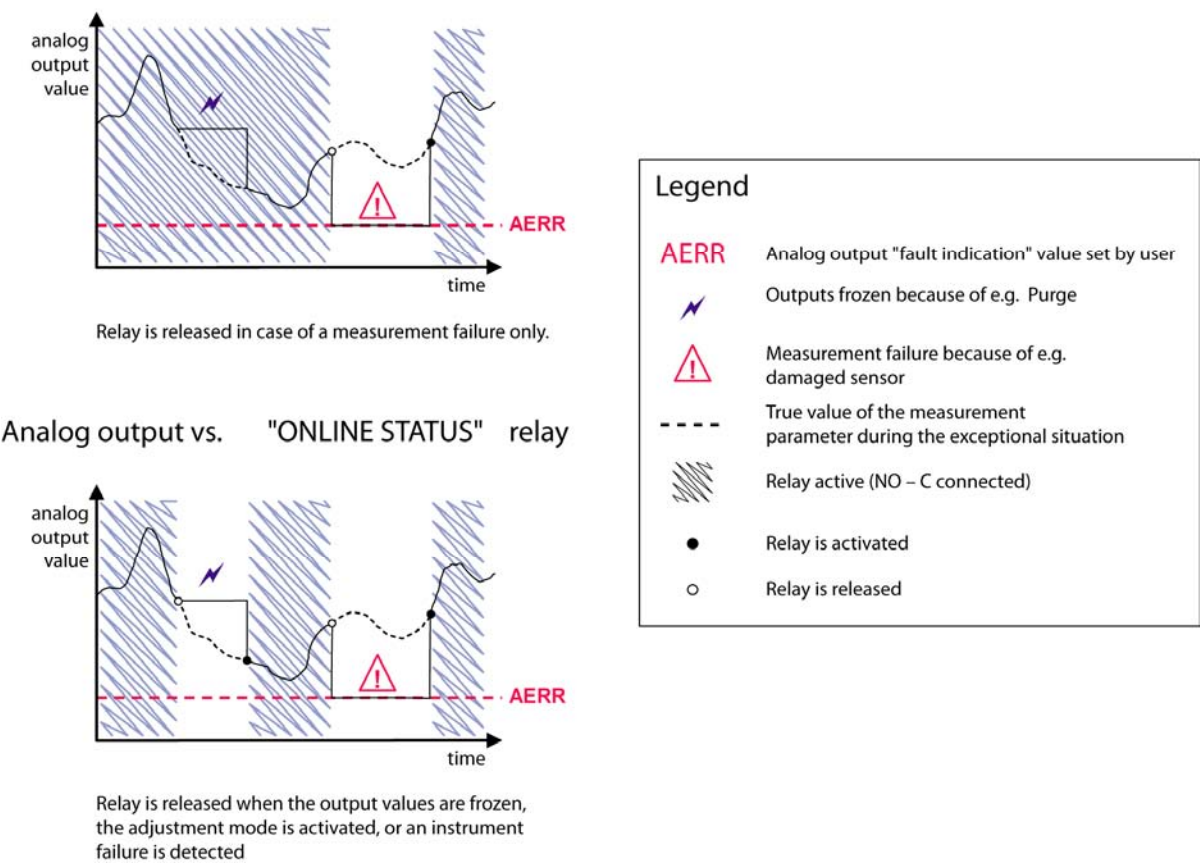 analog
output
value
AERR
time
Relay is released in case of a measurement failure only.
Analog output vs. "ONLINE STATUS" relay
analog
output
value
AERR
time
Relay is released when the output values are frozen,
the adjustment mode is activated, or an instrument
failure is detected
Legend
AERR Analog output "fault indication" value set by user
Outputs frozen because of e.g. Purge
Measurement failure because of e.g.
damaged sensor
True value of the measurement
parameter during the exceptional situation
Relay active (NO – C connected)
Relay is activated
Relay is released